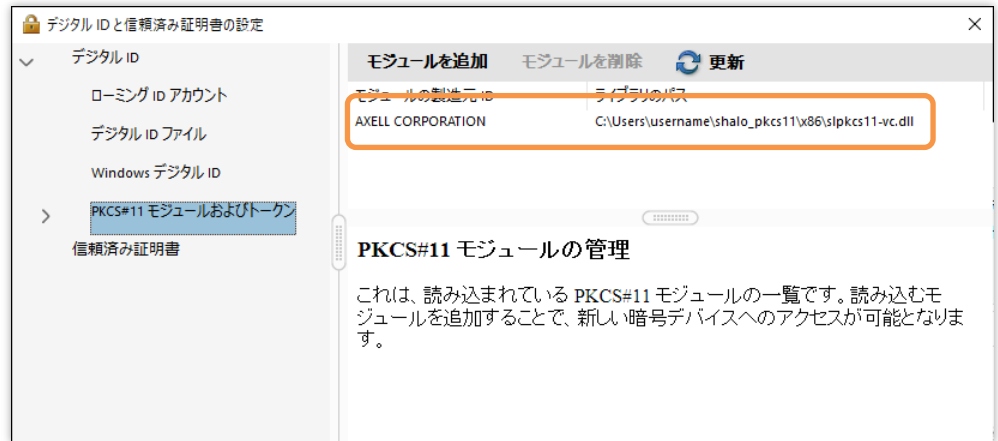 デジタル ID と信頼済み証明書の設定
デジタル ID
ローミング ID アカウント
デジタル ID ファイル
Windows デジタル ID
PKCS#11 モジュールおよびトークン
信頼済み証明書
モジュールを追加 モジュールを削除 更新
モジュールの製造元 ID ライブラリのパス
AXELL CORPORATION C:\Users\username\shalo_pkcs11\x86\slpkcs11-vc.dll
PKCS#11 モジュールの管理
これは、読み込まれている PKCS#11 モジュールの一覧です。読み込むモ
ジュールを追加することで、新しい暗号デバイスへのアクセスが可能となりま
す。